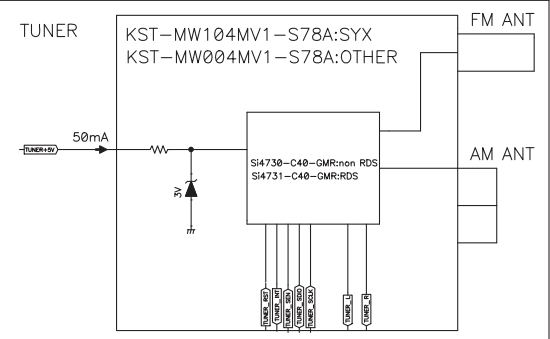 TUNER
KST-MW104MV1-S78A:SYX
KST-MW004MV1-S78A:OTHER
FM ANT
TUNER+5V
50mA
Si4730-C40-GMR:non RDS
Si4731-C40-GMR:RDS
AM ANT
3V
TUNER_RST
TUNER_INT
TUNER_SEN
TUNER_SDIO
TUNER_SCLK
TUNER_L
TUNER_R